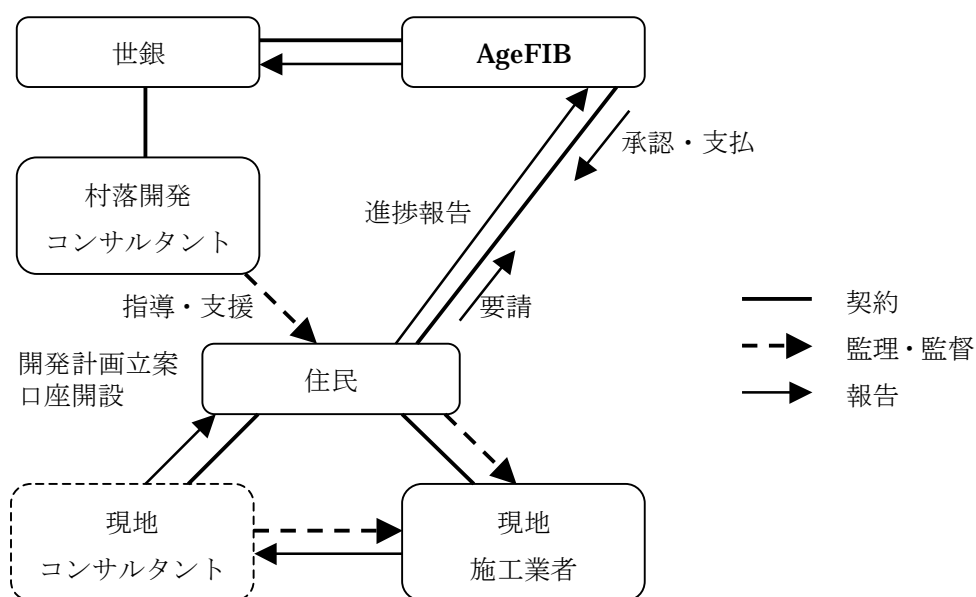 世銀
AgeFIB
承認・支払
村落開発
コンサルタント
進捗報告
指導・支援
要請
契約
開発計画立案
口座開設
住民
監理・監督
報告
現地
コンサルタント
現地
施工業者